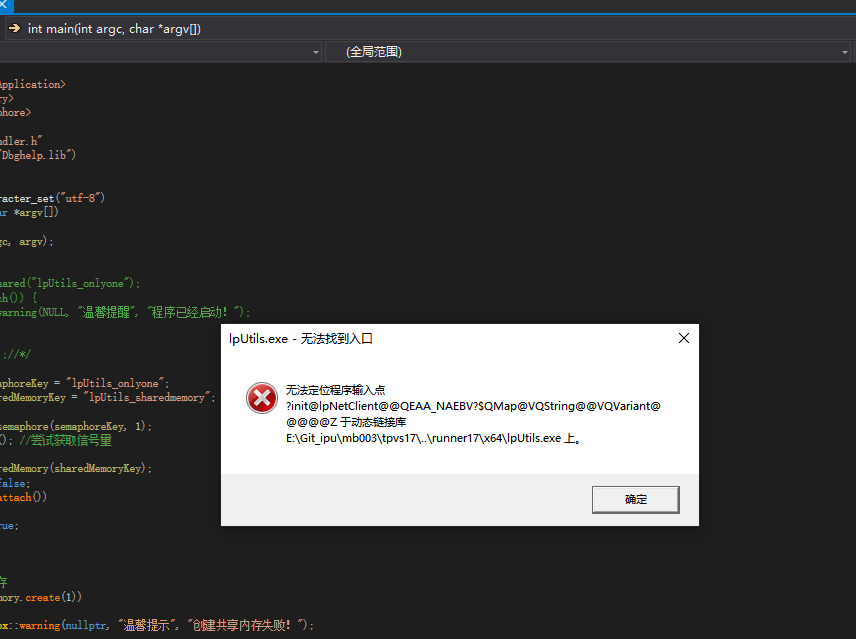 int main(int argc, char *argv[])
(全局范围)
Application>
ry>
phore>
ndler.h"
"Dbghelp.lib")
racter_set("utf-8")
ar *argv[])
gc, argv);
hared("lpUtils_onlyone");
ch()) {
warning(NULL, "温馨提醒", "程序已经启动! ");
;//*/
aphoreKey = "lpUtils_onlyone";
redMemoryKey = "lpUtils_sharedmemory";
semaphore(semaphoreKey, 1);
(); //尝试获取信号量
redMemory(sharedMemoryKey);
false;
attach())
rue;
存
mory.create(1))
ox::warning(nullptr, "温馨提示", "创建共享内存失败! ");
lpUtils.exe - 无法找到入口
无法定位程序输入点
?init@lpNetClient@@QEAA_NAEBV?$QMap@VQString@@VQVariant@
@@@@Z 于动态链接库
E:\Git_ipu\mb003\tpvs17\..\runner17\x64\lpUtils.exe 上。
确定